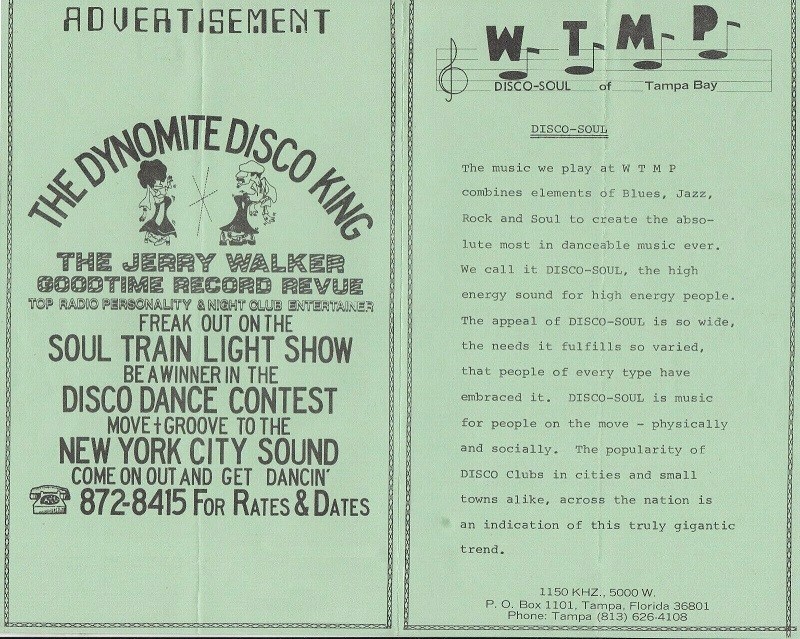 ADVERTISEMENT
THE DYNOMITE DISCO KING
THE JERRY WALKER
GOODTIME RECORD REVUE
TOP RADIO PERSONALITY & NIGHT CLUB ENTERTAINER
FREAK OUT ON THE
SOUL TRAIN LIGHT SHOW
BE A WINNER IN THE
DISCO DANCE CONTEST
MOVE + GROOVE TO THE
NEW YORK CITY SOUND
COME ON OUT AND GET DANCIN'
872-8415 FOR RATES & DATES
W T M P
DISCO-SOUL of Tampa Bay
DISCO-SOUL
The music we play at W T M P
combines elements of Blues, Jazz,
Rock and Soul to create the abso-
lute most in danceable music ever.
We call it DISCO-SOUL, the high
energy sound for high energy people.
The appeal of DISCO-SOUL is so wide,
the needs it fulfills so varied,
that people of every type have
embraced it. DISCO-SOUL is music
for people on the move - physically
and socially. The popularity of
DISCO Clubs in cities and small
towns alike, across the nation is
an indication of this truly gigantic
trend.
1150 KHZ., 5000 W.
P. O. Box 1101, Tampa, Florida 36801
Phone: Tampa (813) 626-4108